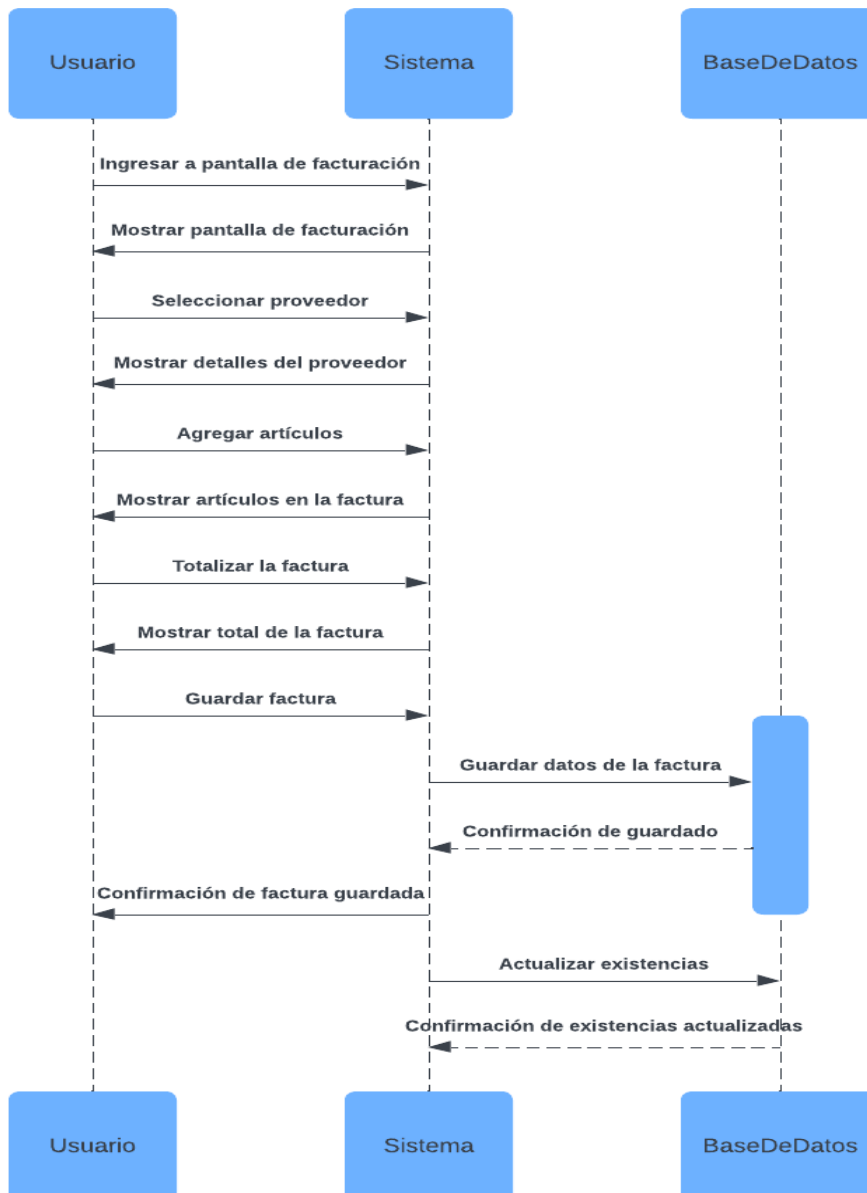 Usuario
Sistema
BaseDeDatos
Ingresar a pantalla de facturación
Mostrar pantalla de facturación
Seleccionar proveedor
Mostrar detalles del proveedor
Agregar artículos
Mostrar artículos en la factura
Totalizar la factura
Mostrar total de la factura
Guardar factura
Guardar datos de la factura
Confirmación de guardado
Confirmación de factura guardada
Actualizar existencias
Confirmación de existencias actualizadas
Usuario
Sistema
BaseDeDatos